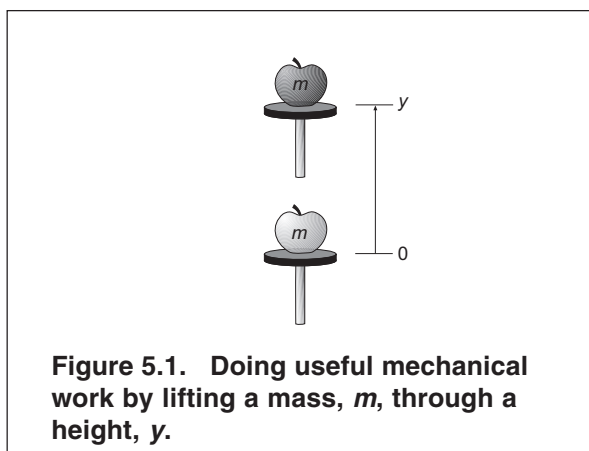 m
y
m
0
Figure 5.1. Doing useful mechanical
work by lifting a mass, m, through a
height, y.